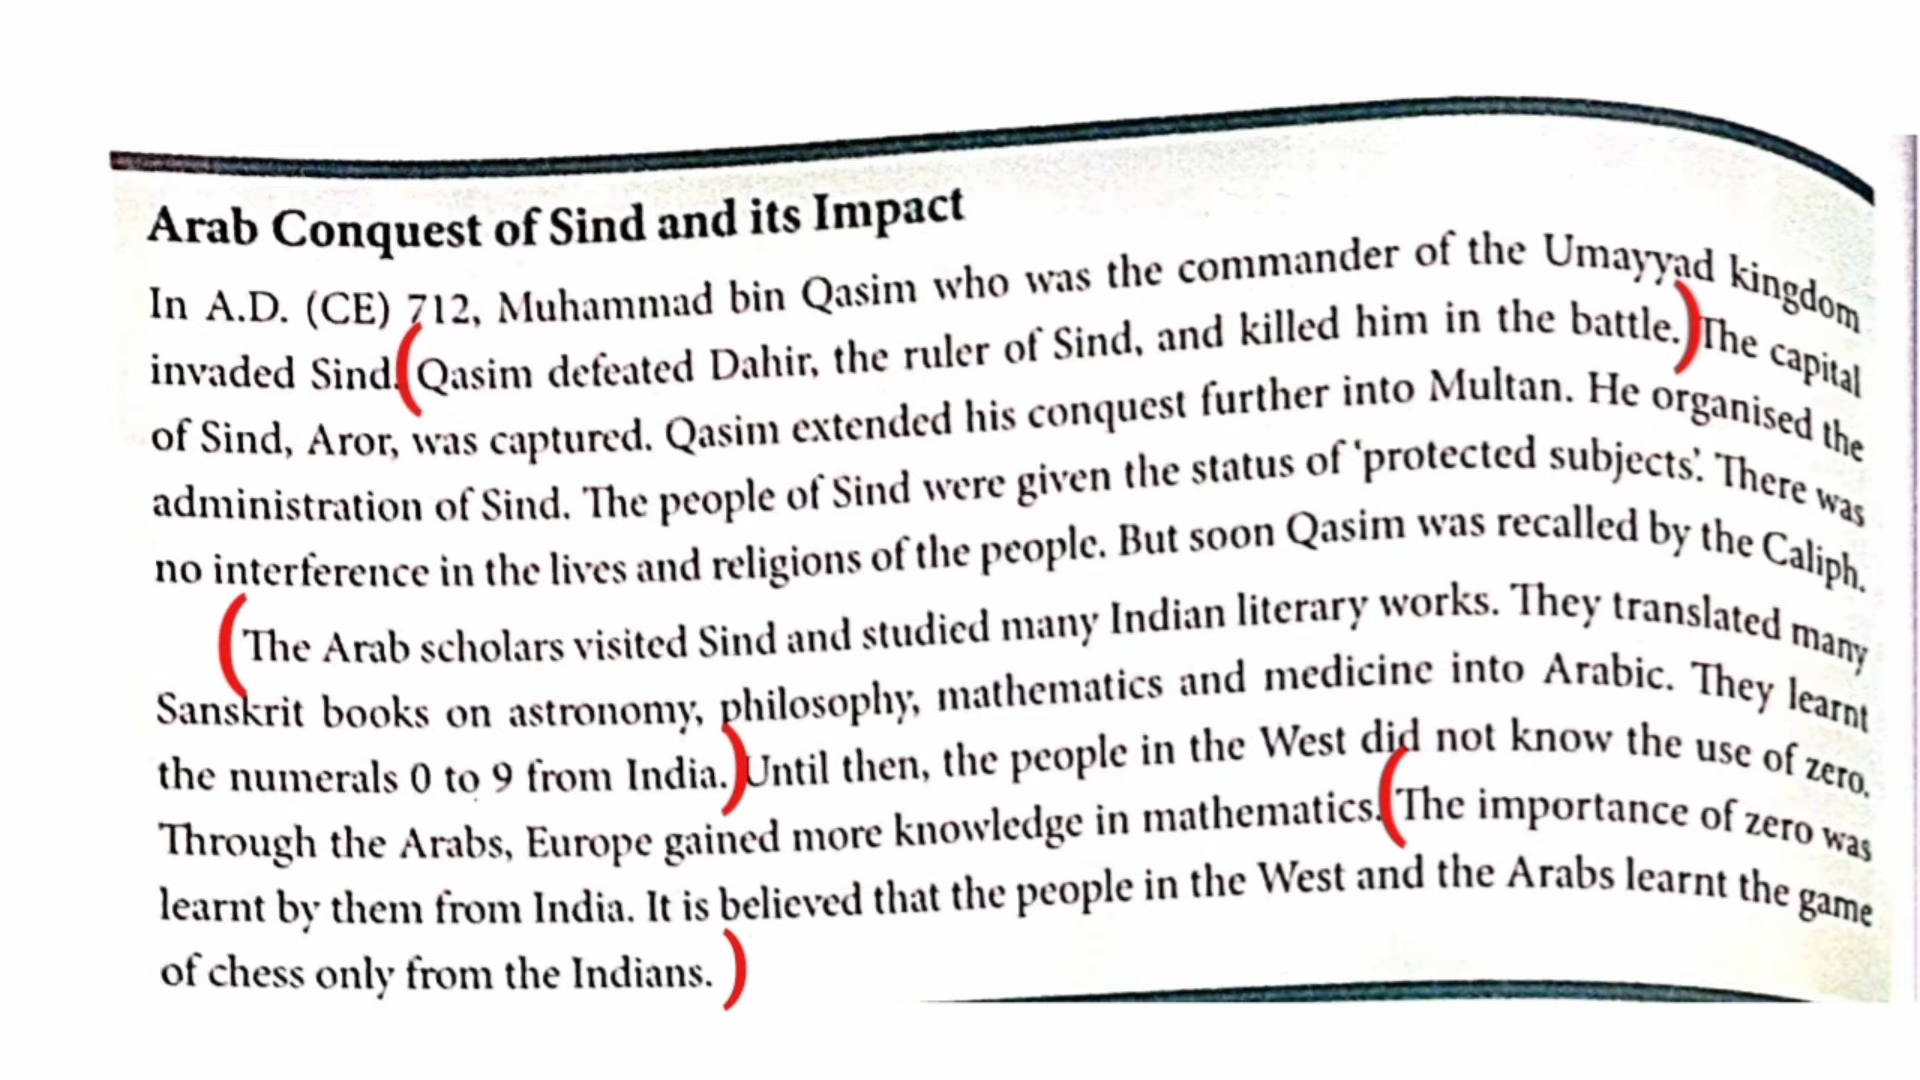 Arab Conquest of Sind and its Impact
In A.D. (CE) 712, Muhammad bin Qasim who was the commander of the Umayyad kingdom
invaded Sind. (Qasim defeated Dahir, the ruler of Sind, and killed him in the battle.) The capital
of Sind, Aror, was captured. Qasim extended his conquest further into Multan. He organised the
administration of Sind. The people of Sind were given the status of 'protected subjects'. There was
no interference in the lives and religions of the people. But soon Qasim was recalled by the Caliph.
(The Arab scholars visited Sind and studied many Indian literary works. They translated many
Sanskrit books on astronomy, philosophy, mathematics and medicine into Arabic. They learnt
the numerals 0 to 9 from India.) Until then, the people in the West did not know the use of zero.
Through the Arabs, Europe gained more knowledge in mathematics. (The importance of zero was
learnt by them from India. It is believed that the people in the West and the Arabs learnt the game
of chess only from the Indians. )